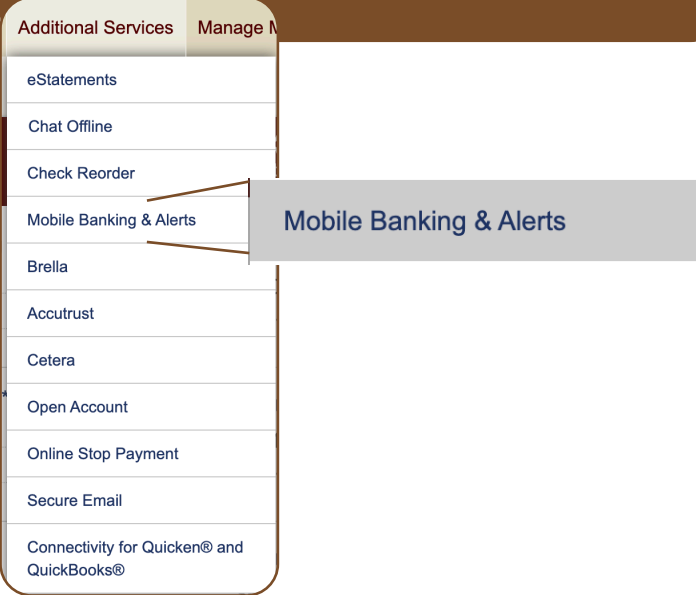 Additional Services Manage M
eStatements
Chat Offline
Check Reorder
Mobile Banking & Alerts
Mobile Banking & Alerts
Brella
Accutrust
Cetera
*
Open Account
Online Stop Payment
Secure Email
Connectivity for Quicken® and
QuickBooks®